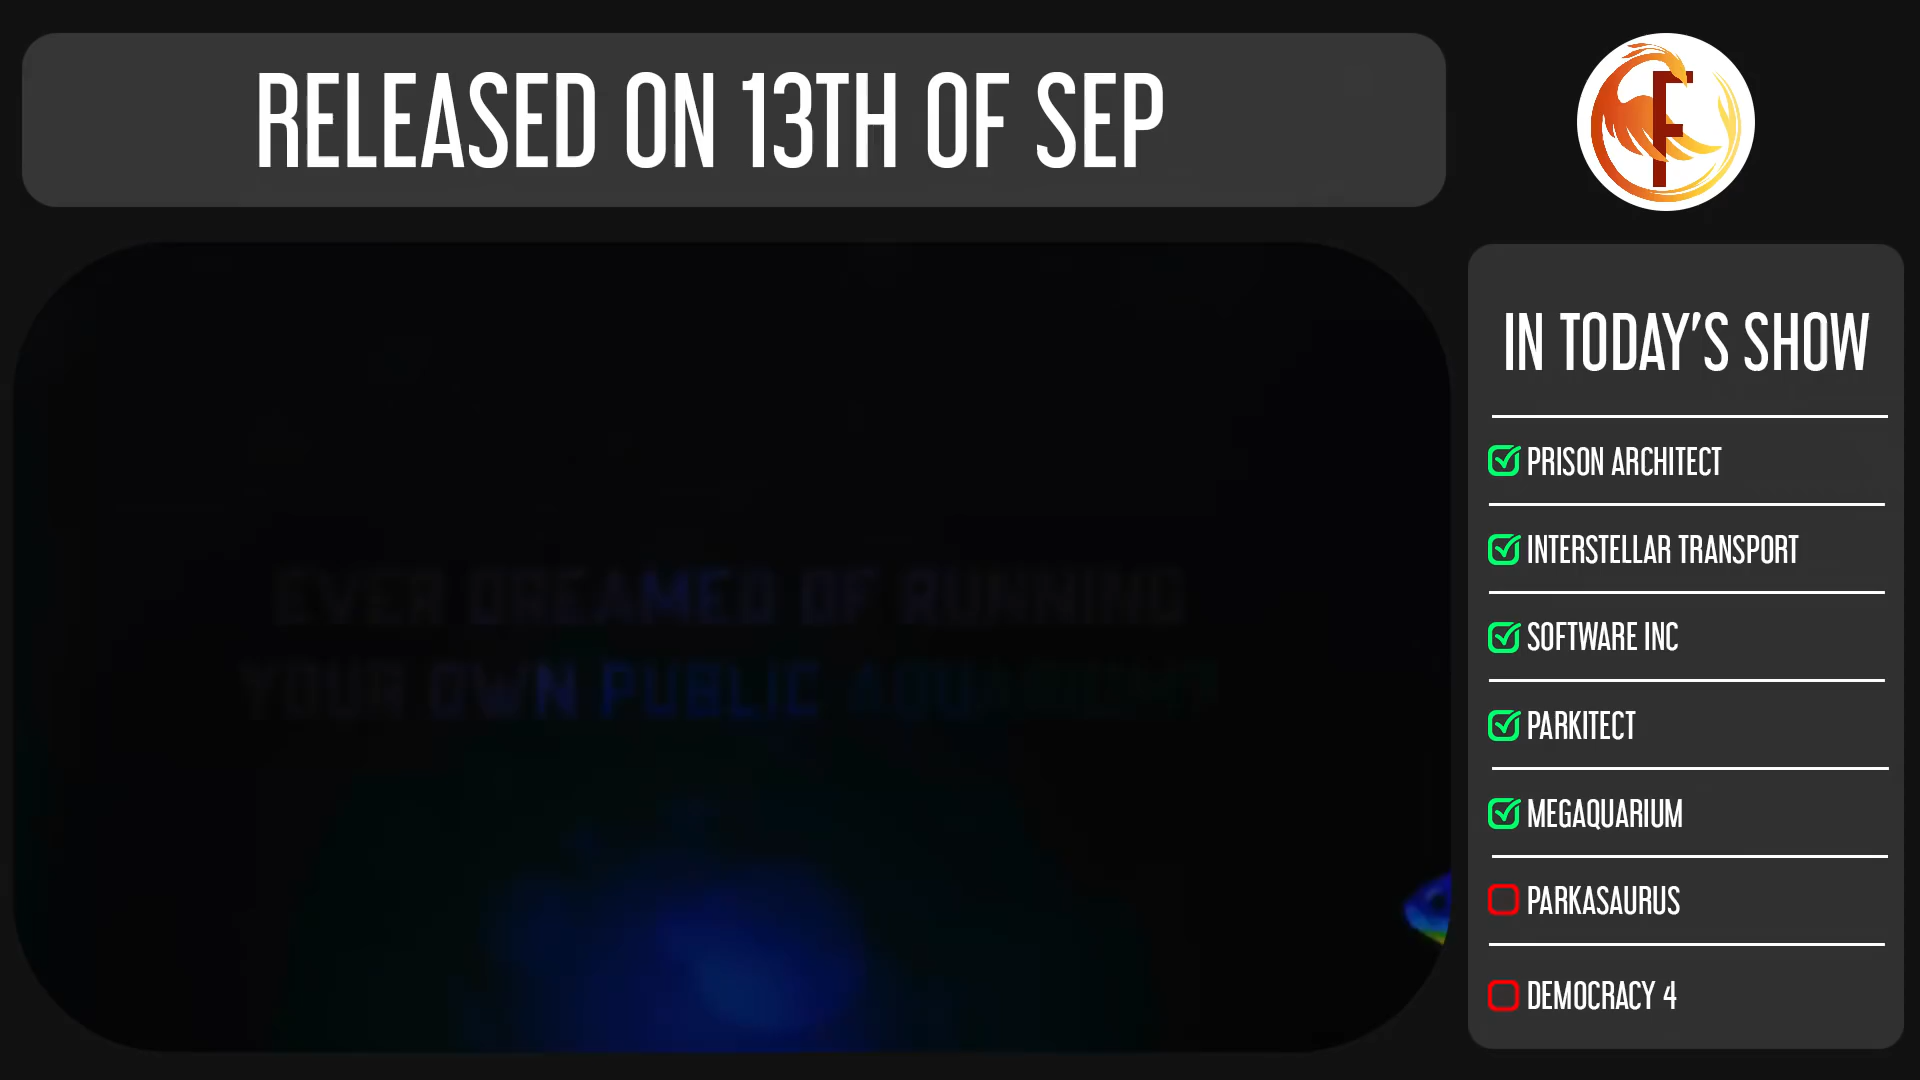 RELEASED ON 13TH OF SEP
F
EVER DREAMED OF RUNNING
YOUR OWN PUBLIC AQUARIUM?
IN TODAY'S SHOW
PRISON ARCHITECT
INTERSTELLAR TRANSPORT
SOFTWARE INC
PARKITECT
MEGAQUARIUM
PARKASAURUS
DEMOCRACY 4